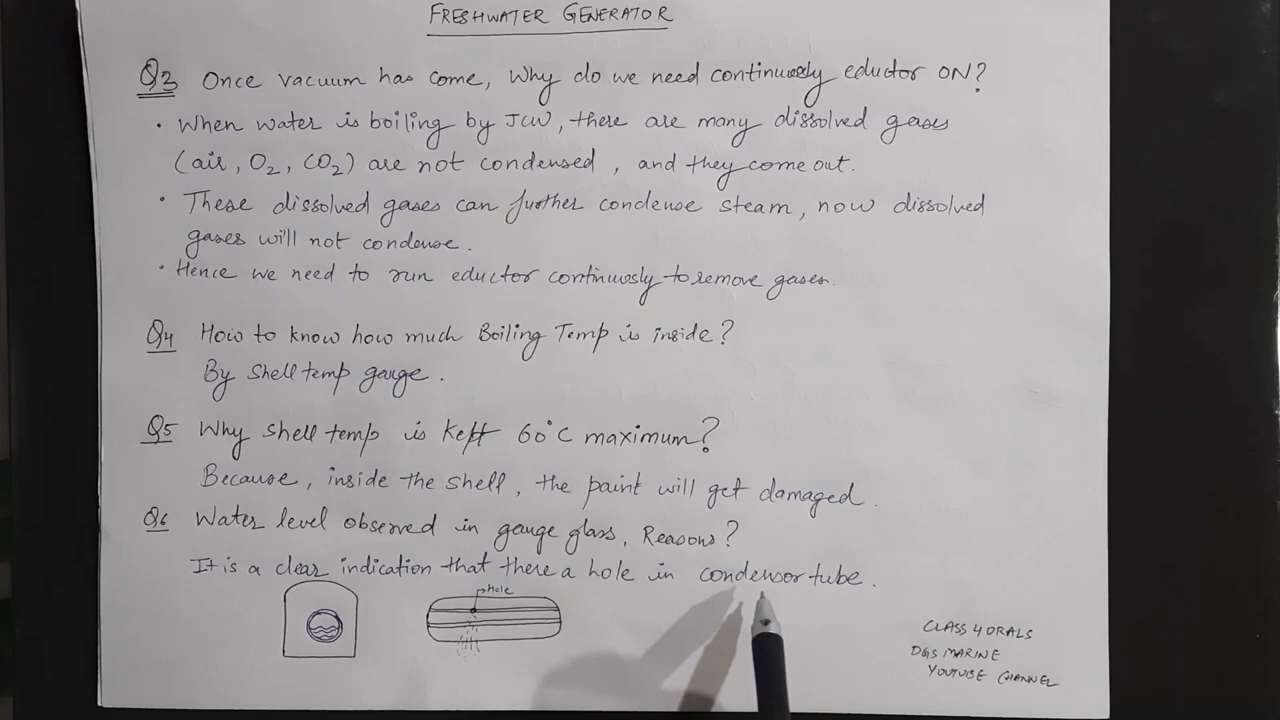 FRESHWATER GENERATOR
Q3 Once vacuum has come, Why do we need continuously eductor ON?
• When water is boiling by JCW, there are many dissolved gases
(air, O2, CO2) are not condensed, and they come out.
• These dissolved gases can further condense steam, now dissolved
gases will not condense.
• Hence we need to run eductor continuosly to remove gases.
Q4 How to know how much Boiling Temp is inside?
By Shell temp gauge.
Q5 Why shell temp is kept 60°C maximum?
Because, inside the shell, the paint will get damaged.
Q6 Water level observed in gauge glass, Reasons?
It is a clear indication that there a hole in condensor tube.
Hole
CLASS 4 ORALS
DGS MARINE
YOUTUBE CHANNEL